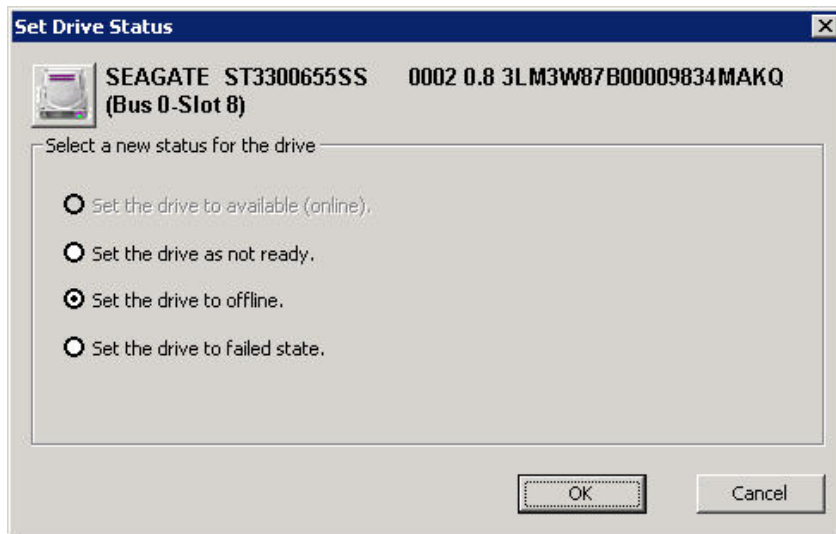 Set Drive Status
SEAGATE ST3300655SS 0002 0.8 3LM3W87B00009834MAKQ
(Bus 0-Slot 8)
Select a new status for the drive
Set the drive to available (online).
Set the drive as not ready.
Set the drive to offline.
Set the drive to failed state.
OK Cancel